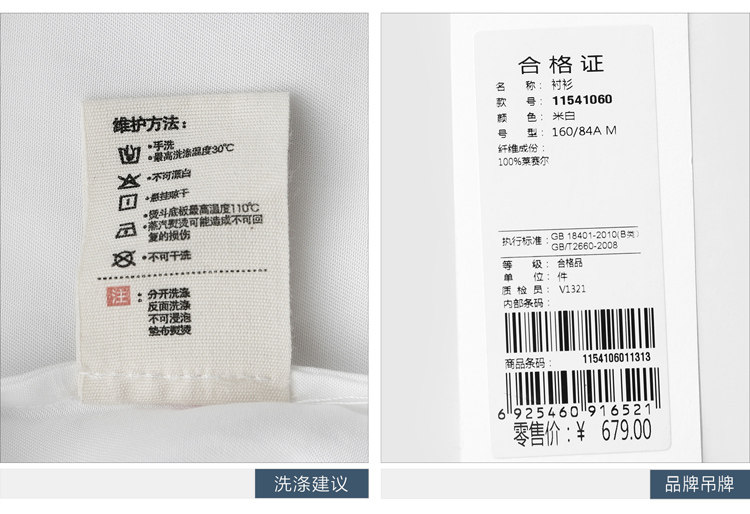 维护方法：
•手洗
•最高洗涤温度30℃
•不可漂白
•悬挂晾干
•熨斗底板最高温度110℃
•蒸汽熨烫可能造成不可回
复的损伤
•不可干洗
注：分开洗涤
反面洗涤
不可浸泡
垫布熨烫
洗涤建议
合格证
名 称：衬衫
款 号：11541060
颜 色：米白
号 型：160/84A M
纤维成份：
100%莱赛尔
执行标准：GB 18401-2010(B类)
GB/T2660-2008
等 级：合格品
单 位：件
质 检 员：V1321
内部条码：
商品条码：1154106011313
6 925460 916521
零售价：¥ 679.00
品牌吊牌